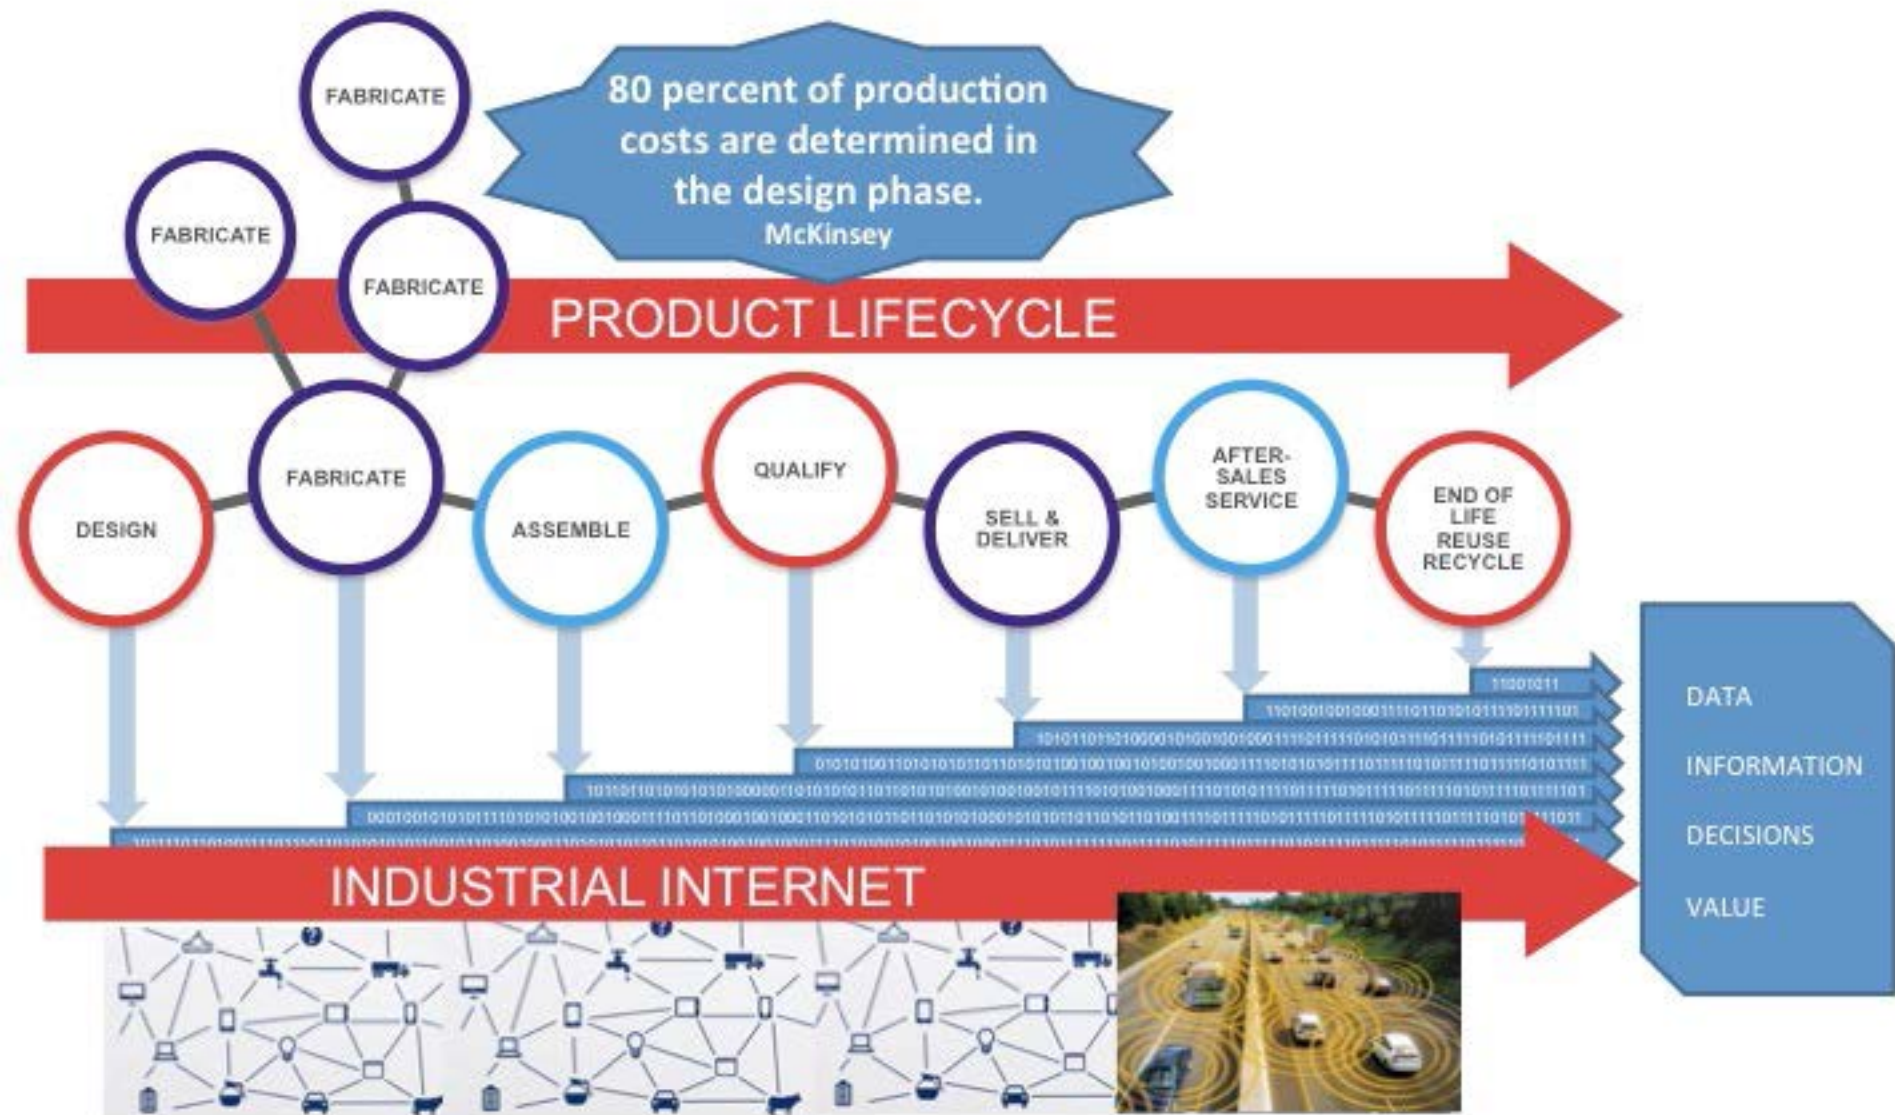 FABRICATE
80 percent of production
costs are determined in
the design phase.
McKinsey
FABRICATE
FABRICATE
PRODUCT LIFECYCLE
FABRICATE
QUALIFY
AFTER-
SALES
SERVICE
DESIGN
ASSEMBLE
SELL &
DELIVER
END OF
LIFE
REUSE
RECYCLE
11001011
DATA
INFORMATION
DECISIONS
VALUE
INDUSTRIAL INTERNET
?
?
?